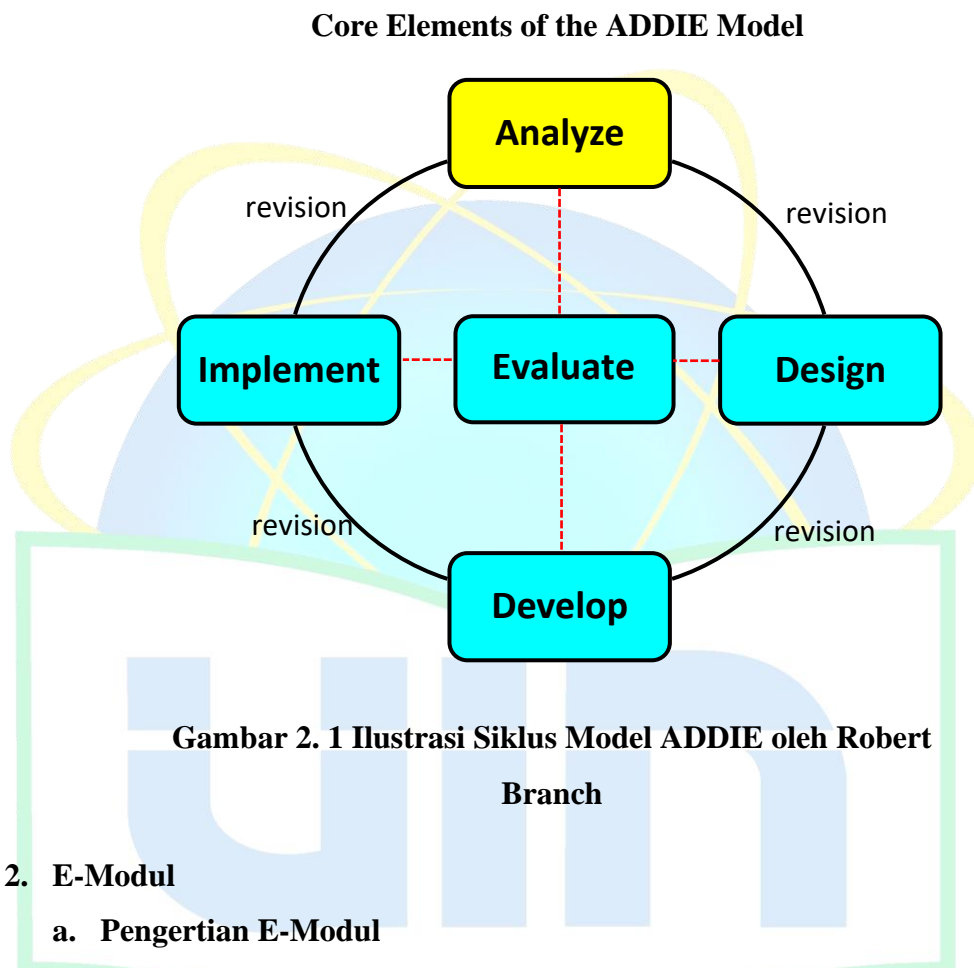 Core Elements of the ADDIE Model
Analyze
revision
revision
Implement
Evaluate
Design
revision
revision
Develop
Gambar 2. 1 Ilustrasi Siklus Model ADDIE oleh Robert
Branch
2. E-Modul
a. Pengertian E-Modul
uin